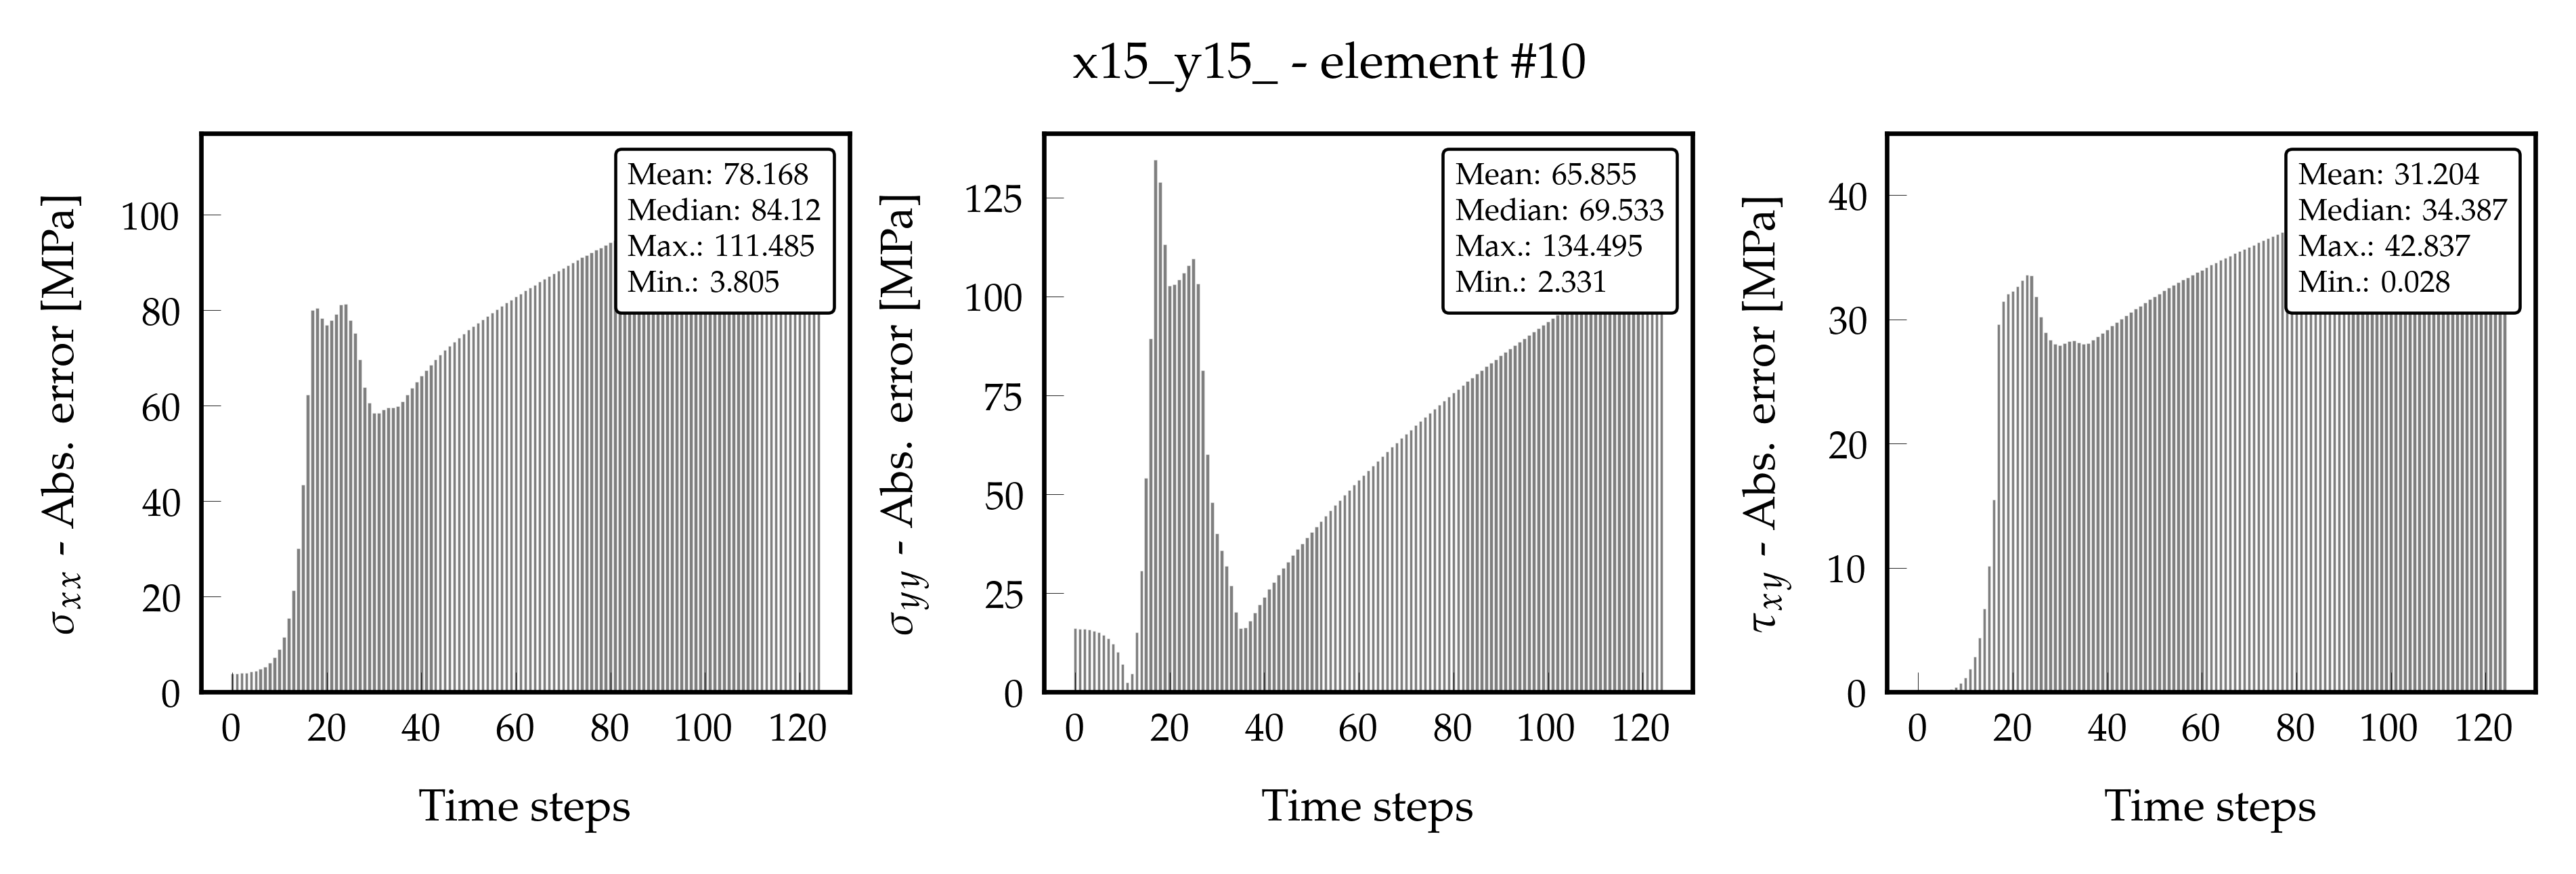 x15_y15_ - element #10
σxx - Abs. error [MPa]
100
80
60
40
20
0
0 20 40 60 80 100 120
Time steps
Mean: 78.168
Median: 84.12
Max.: 111.485
Min.: 3.805
σyy - Abs. error [MPa]
125
100
75
50
25
0
0 20 40 60 80 100 120
Time steps
Mean: 65.855
Median: 69.533
Max.: 134.495
Min.: 2.331
τxy - Abs. error [MPa]
40
30
20
10
0
0 20 40 60 80 100 120
Time steps
Mean: 31.204
Median: 34.387
Max.: 42.837
Min.: 0.028